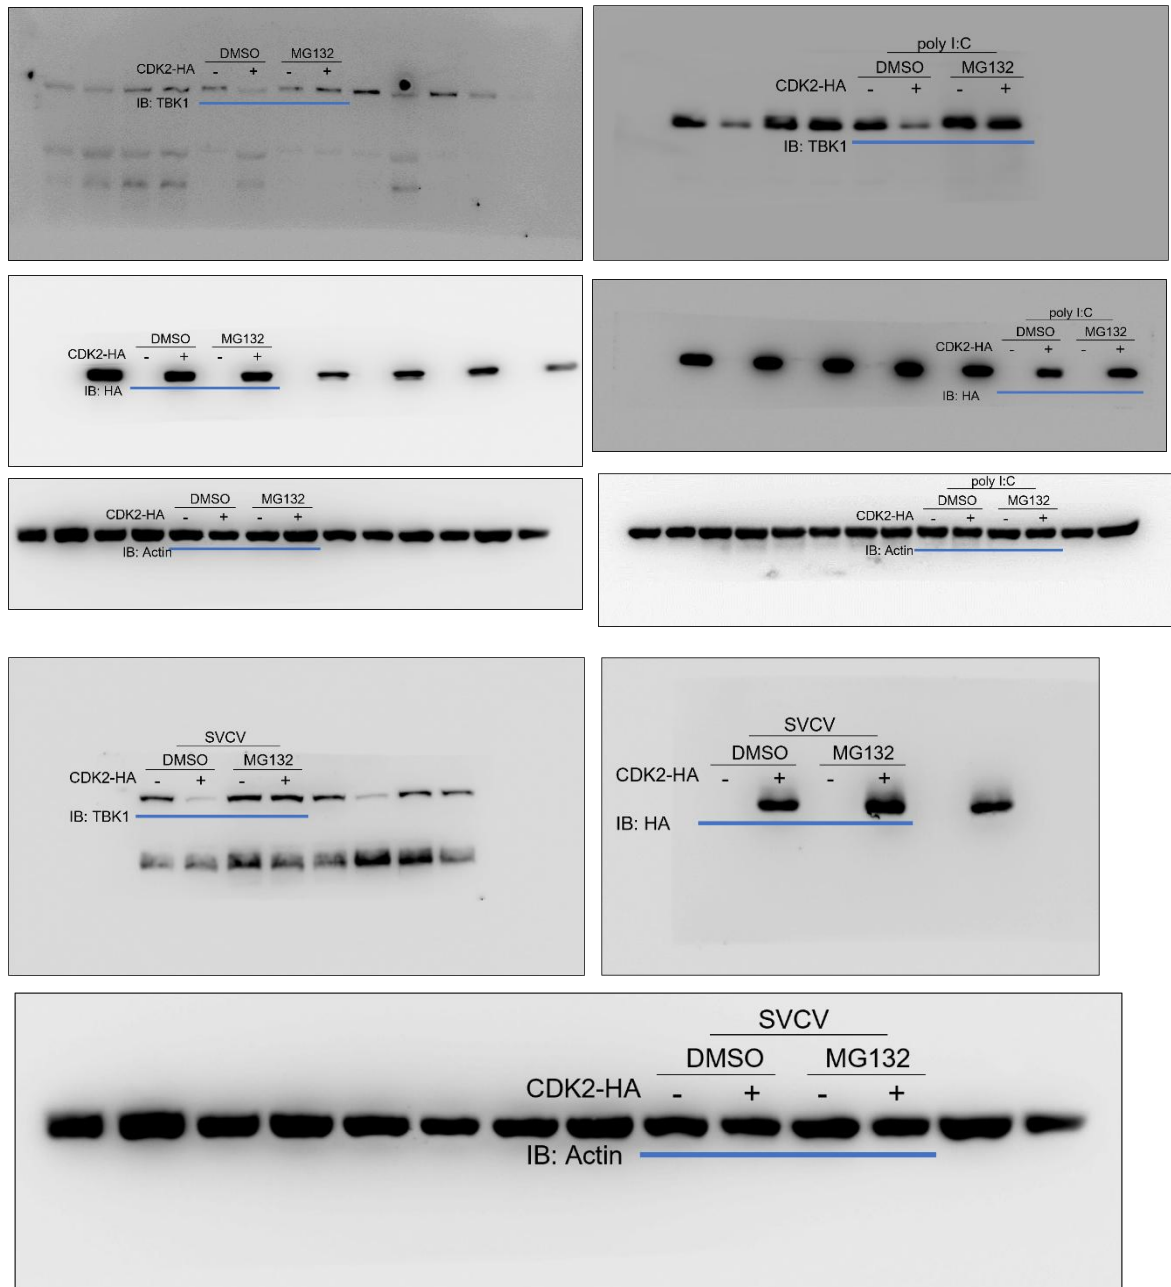 DMSO MG132
CDK2-HA - + - +
IB: TBK1
poly I:C
DMSO MG132
CDK2-HA - + - +
IB: TBK1
DMSO MG132
CDK2-HA - + - +
IB: HA
poly I:C
DMSO MG132
CDK2-HA - + - +
IB: HA
DMSO MG132
CDK2-HA - + - +
IB: Actin
poly I:C
DMSO MG132
CDK2-HA - + - +
IB: Actin
SVCV
DMSO MG132
CDK2-HA - + - +
IB: TBK1
SVCV
DMSO MG132
CDK2-HA - + - +
IB: HA
SVCV
DMSO MG132
CDK2-HA - + - +
IB: Actin